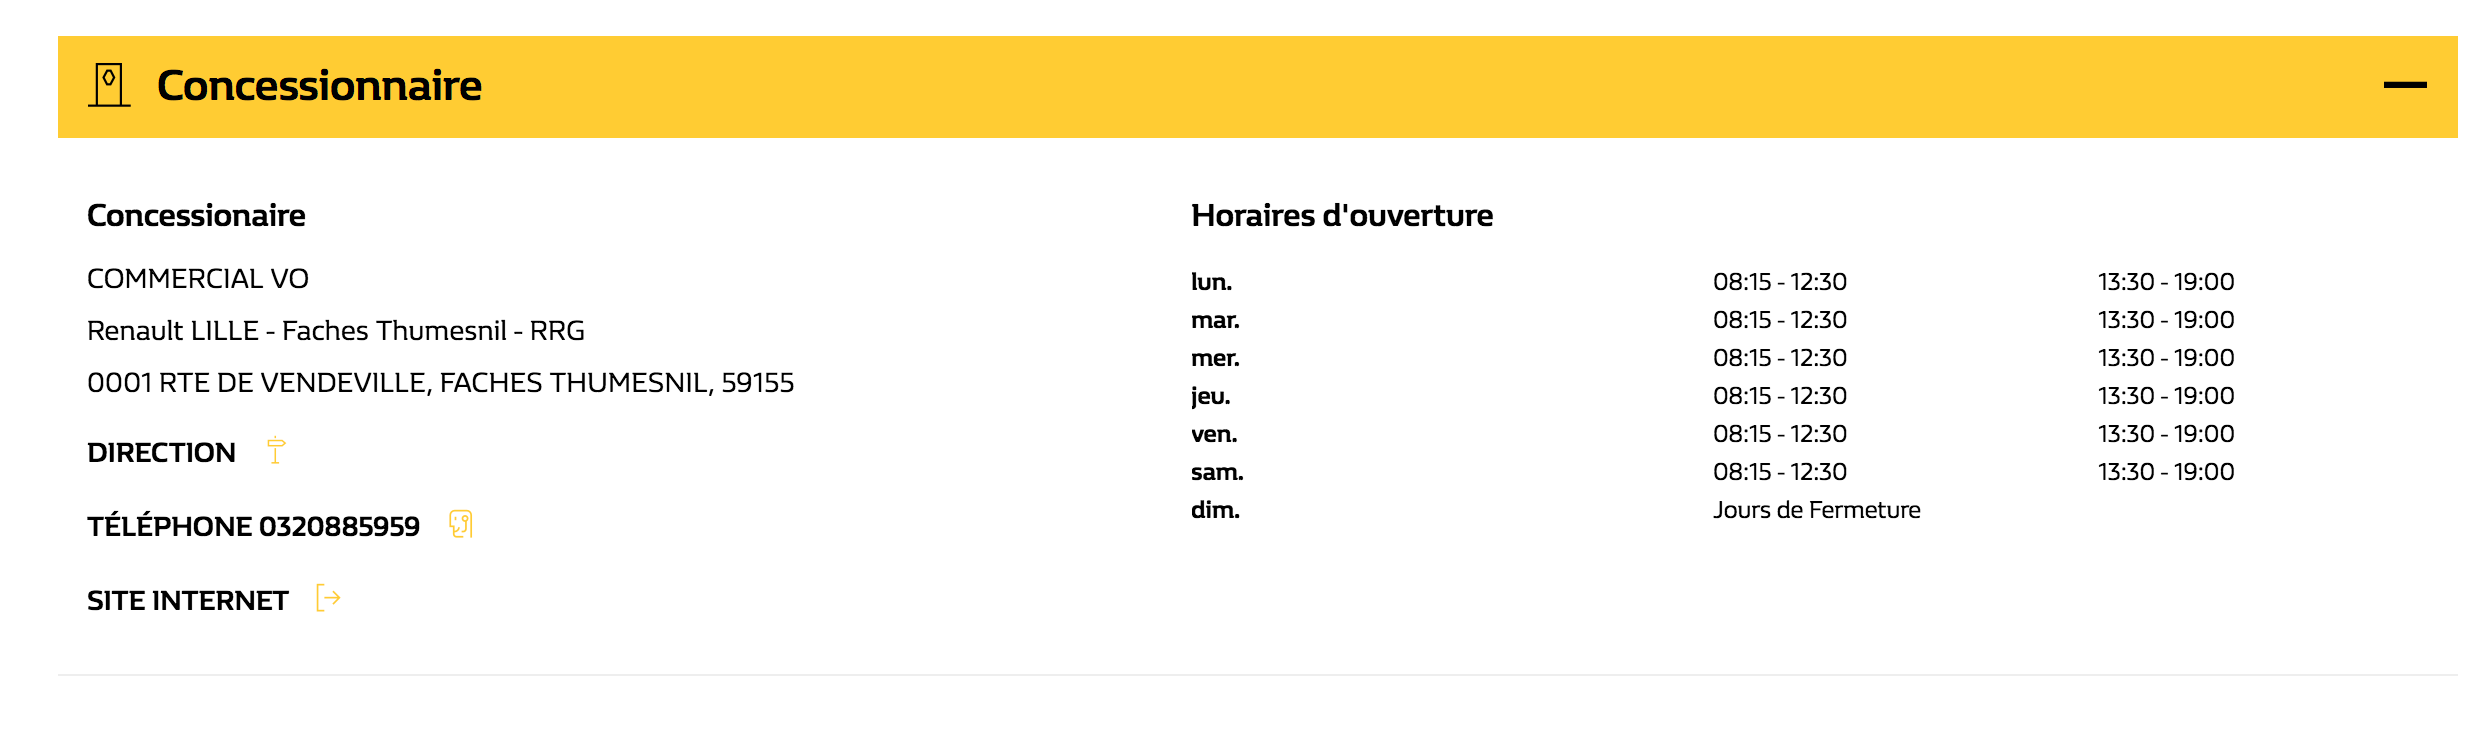 Concessionnaire
Concessionaire
COMMERCIAL VO
Renault LILLE - Faches Thumesnil - RRG
0001 RTE DE VENDEVILLE, FACHES THUMESNIL, 59155
DIRECTION
TÉLÉPHONE 0320885959
SITE INTERNET
Horaires d'ouverture
lun. 08:15 - 12:30 13:30 - 19:00
mar. 08:15 - 12:30 13:30 - 19:00
mer. 08:15 - 12:30 13:30 - 19:00
jeu. 08:15 - 12:30 13:30 - 19:00
ven. 08:15 - 12:30 13:30 - 19:00
sam. 08:15 - 12:30 13:30 - 19:00
dim. Jours de Fermeture